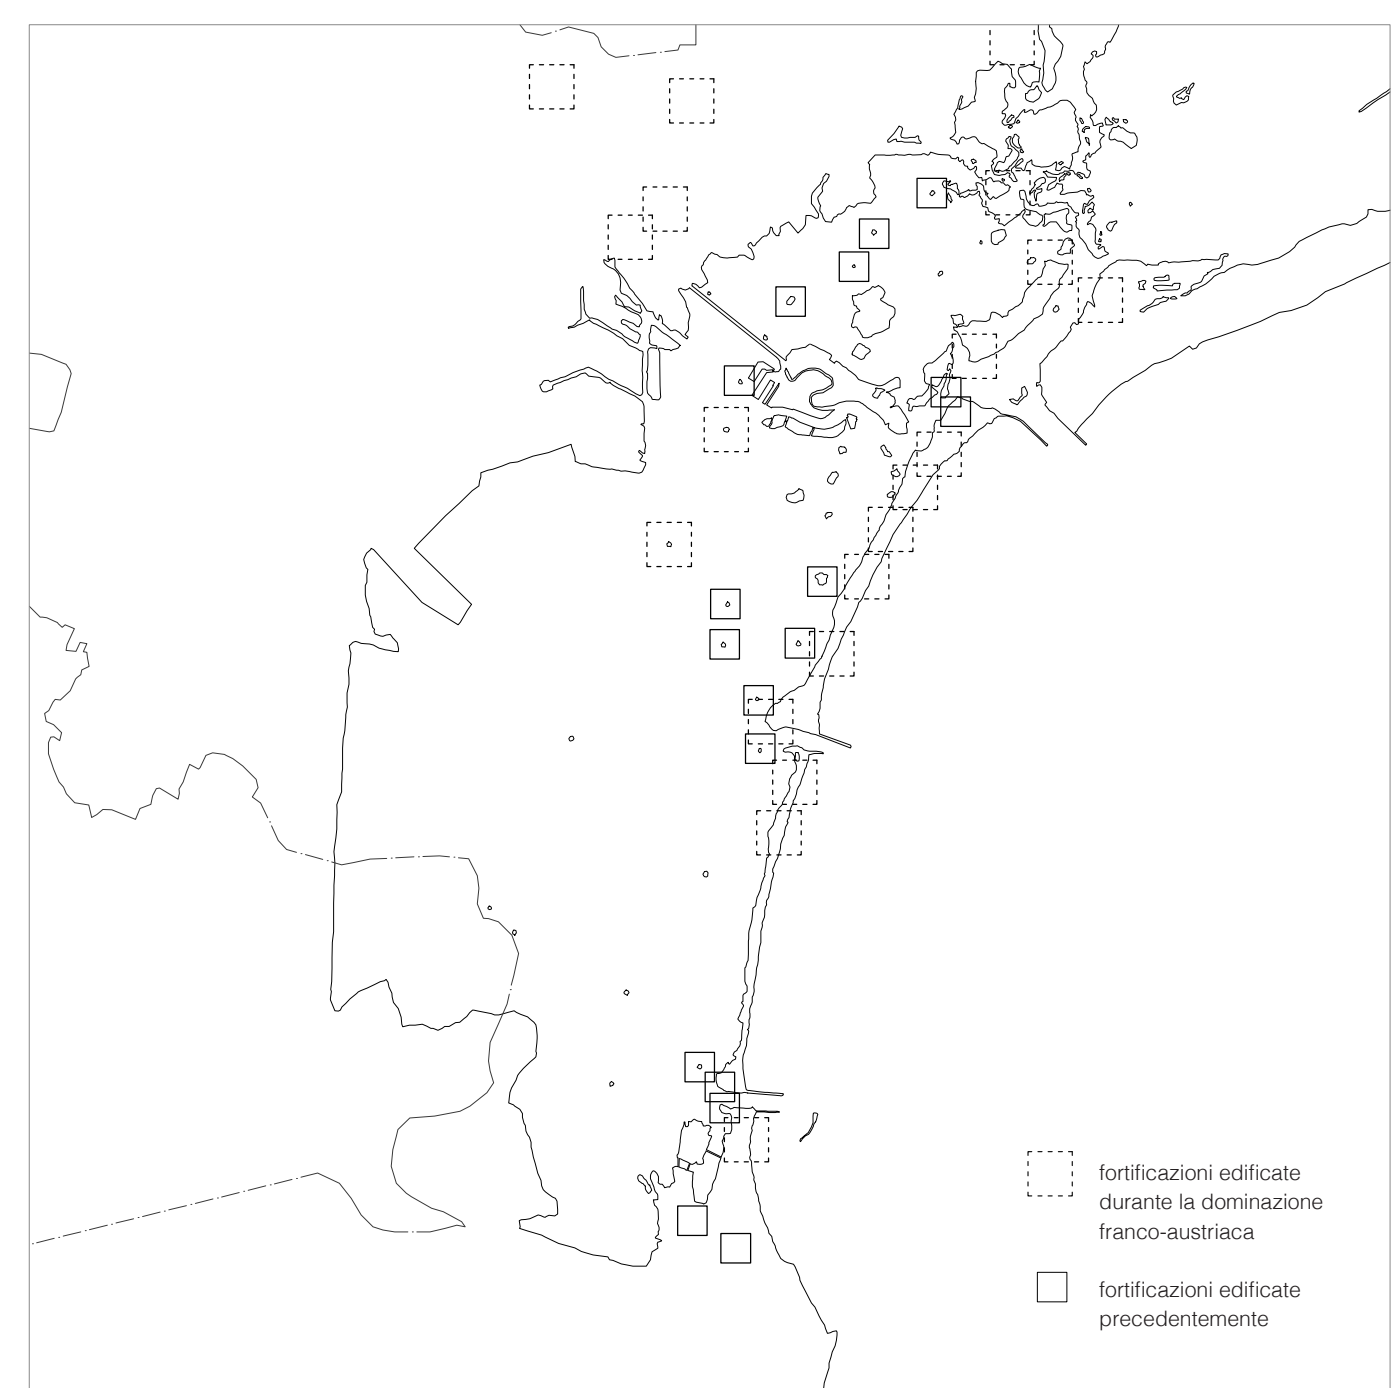 fortificazioni edificate
durante la dominazione
franco-austriaca
fortificazioni edificate
precedentemente